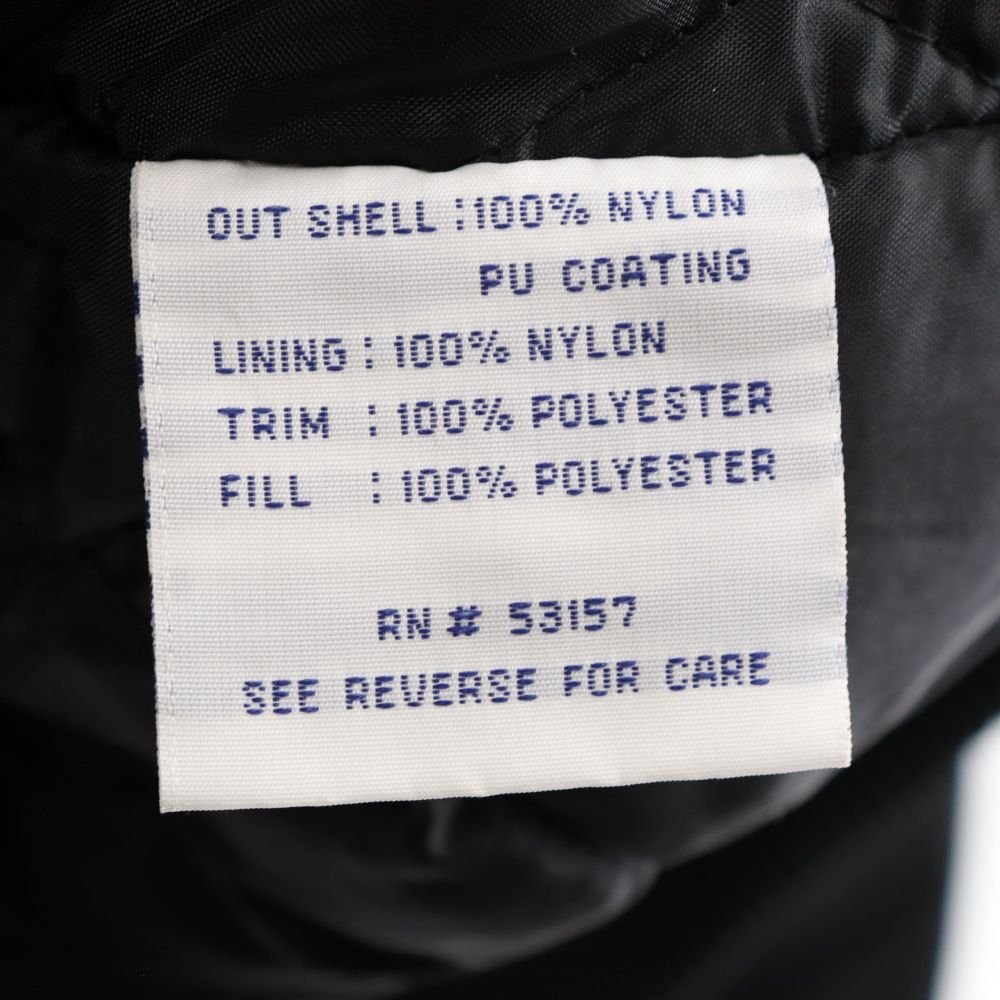 OUT SHELL : 100% NYLON
PU COATING
LINING : 100% NYLON
TRIM : 100% POLYESTER
FILL : 100% POLYESTER
RN # 53157
SEE REVERSE FOR CARE